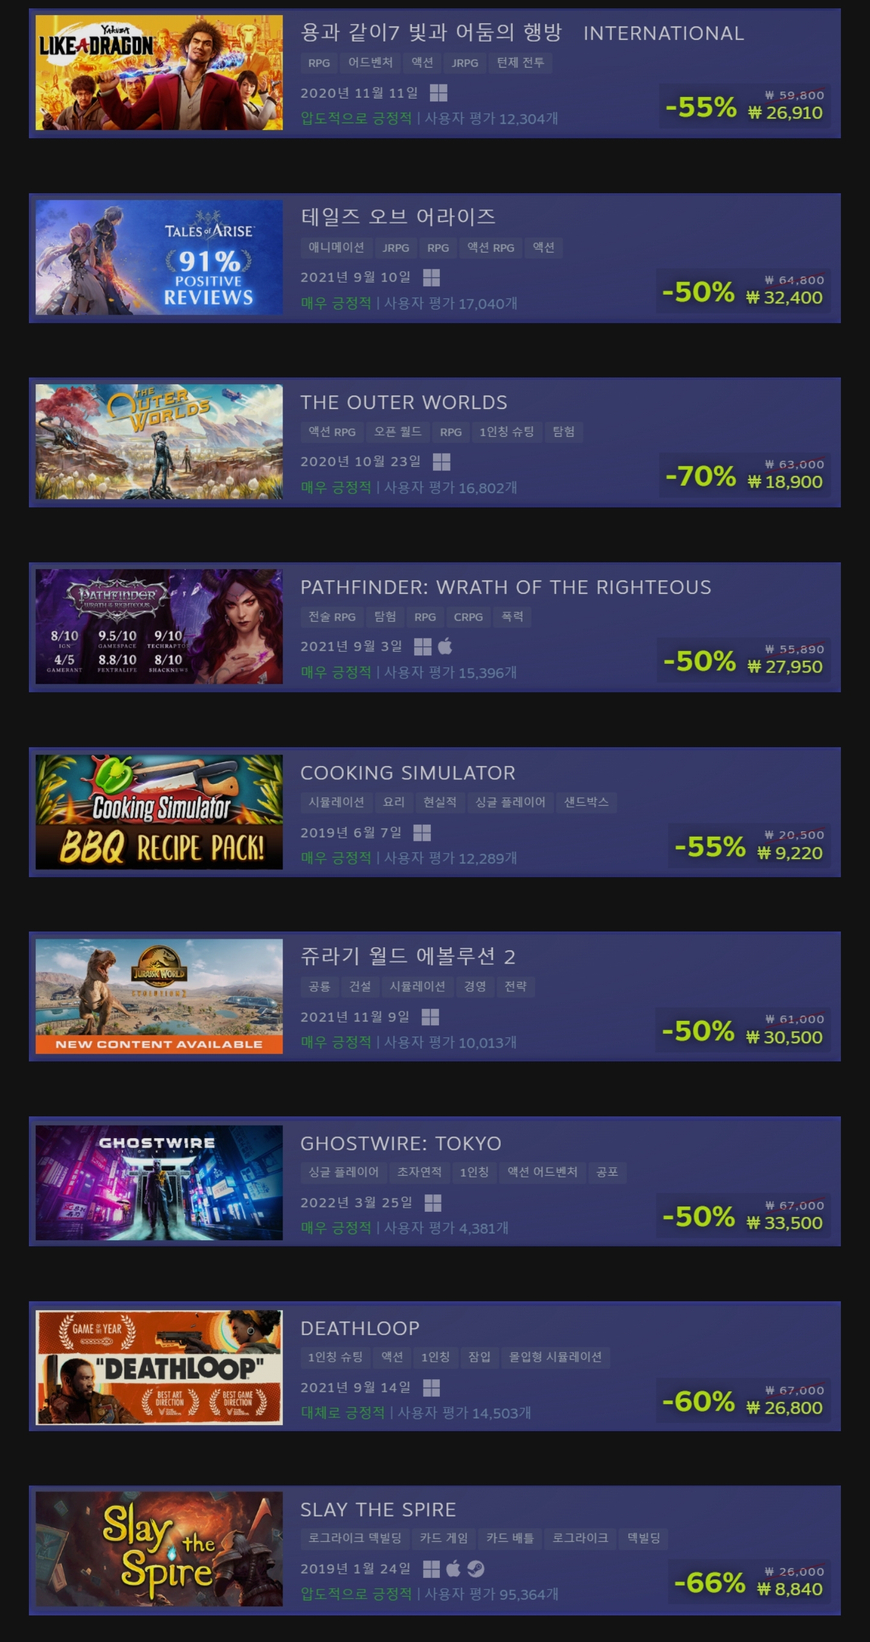 Yakuza
LIKE A DRAGON
용과 같이7 빛과 어둠의 행방 INTERNATIONAL
RPG 어드벤처 액션 JRPG 턴제 전투
2020년 11월 11일
압도적으로 긍정적 | 사용자 평가 12,304개
-55% ₩ 59,800 ₩ 26,910
TALES of ARISE
91%
POSITIVE
REVIEWS
테일즈 오브 어라이즈
애니메이션 JRPG RPG 액션 RPG 액션
2021년 9월 10일
매우 긍정적 | 사용자 평가 17,040개
-50% ₩ 64,800 ₩ 32,400
THE
OUTER
WORLDS
THE OUTER WORLDS
액션 RPG 오픈 월드 RPG 1인칭 슈팅 탐험
2020년 10월 23일
매우 긍정적 | 사용자 평가 16,802개
-70% ₩ 63,000 ₩ 18,900
PATHFINDER
WRATH OF THE RIGHTEOUS
8/10 9.5/10 9/10
IGN GAMESPACE TECHRAPTOR
4/5 8.8/10 8/10
GAMERANT FEXTRALIFE SHACKNEWS
PATHFINDER: WRATH OF THE RIGHTEOUS
전술 RPG 탐험 RPG CRPG 폭력
2021년 9월 3일
매우 긍정적 | 사용자 평가 15,396개
-50% ₩ 55,890 ₩ 27,950
Cooking Simulator
BBQ RECIPE PACK!
COOKING SIMULATOR
시뮬레이션 요리 현실적 싱글 플레이어 샌드박스
2019년 6월 7일
매우 긍정적 | 사용자 평가 12,289개
-55% ₩ 20,500 ₩ 9,220
JURASSIC WORLD
EVOLUTION 2
NEW CONTENT AVAILABLE
쥬라기 월드 에볼루션 2
공룡 건설 시뮬레이션 경영 전략
2021년 11월 9일
매우 긍정적 | 사용자 평가 10,013개
-50% ₩ 61,000 ₩ 30,500
GHOSTWIRE
TOKYO
GHOSTWIRE: TOKYO
싱글 플레이어 초자연적 1인칭 액션 어드벤처 공포
2022년 3월 25일
매우 긍정적 | 사용자 평가 4,381개
-50% ₩ 67,000 ₩ 33,500
GAME OF THE YEAR
"DEATHLOOP"
BEST ART DIRECTION BEST GAME DIRECTION
DEATHLOOP
1인칭 슈팅 액션 1인칭 잠입 몰입형 시뮬레이션
2021년 9월 14일
대체로 긍정적 | 사용자 평가 14,503개
-60% ₩ 67,000 ₩ 26,800
Slay
the
Spire
SLAY THE SPIRE
로그라이크 덱빌딩 카드 게임 카드 배틀 로그라이크 덱빌딩
2019년 1월 24일
압도적으로 긍정적 | 사용자 평가 95,364개
-66% ₩ 26,000 ₩ 8,840